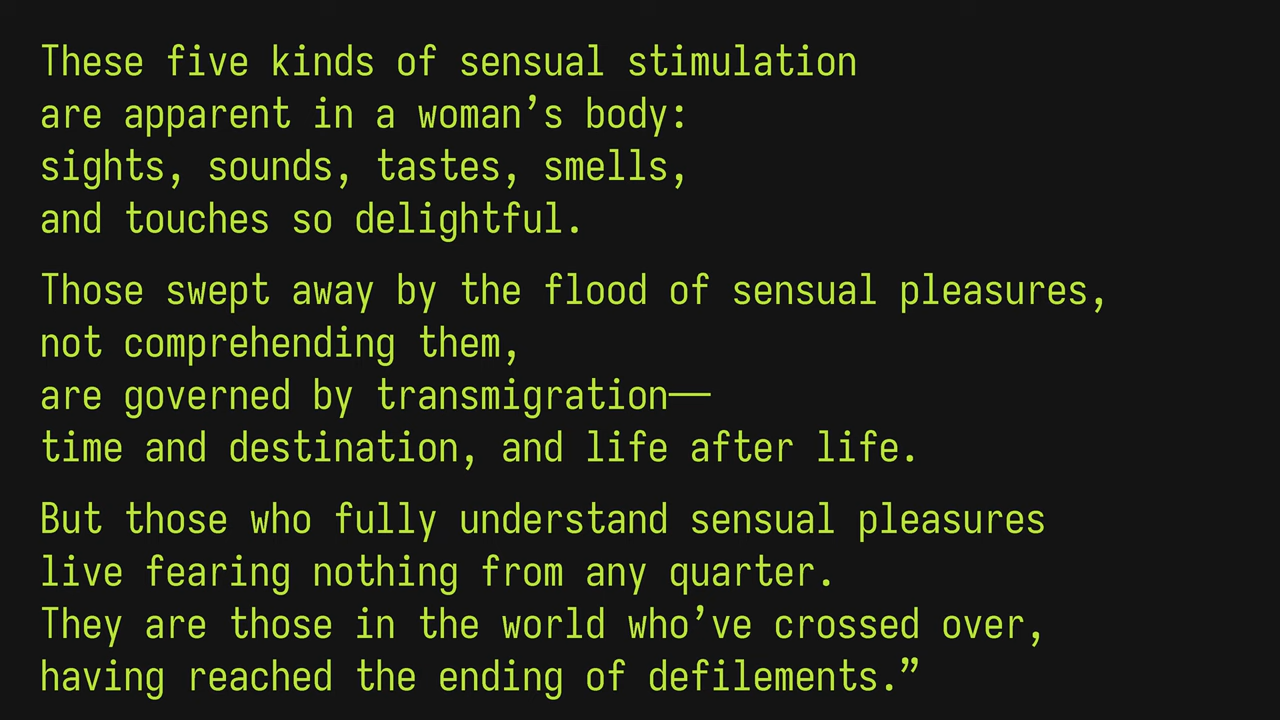 These five kinds of sensual stimulation
are apparent in a woman’s body:
sights, sounds, tastes, smells,
and touches so delightful.
Those swept away by the flood of sensual pleasures,
not comprehending them,
are governed by transmigration—
time and destination, and life after life.
But those who fully understand sensual pleasures
live fearing nothing from any quarter.
They are those in the world who’ve crossed over,
having reached the ending of defilements.”